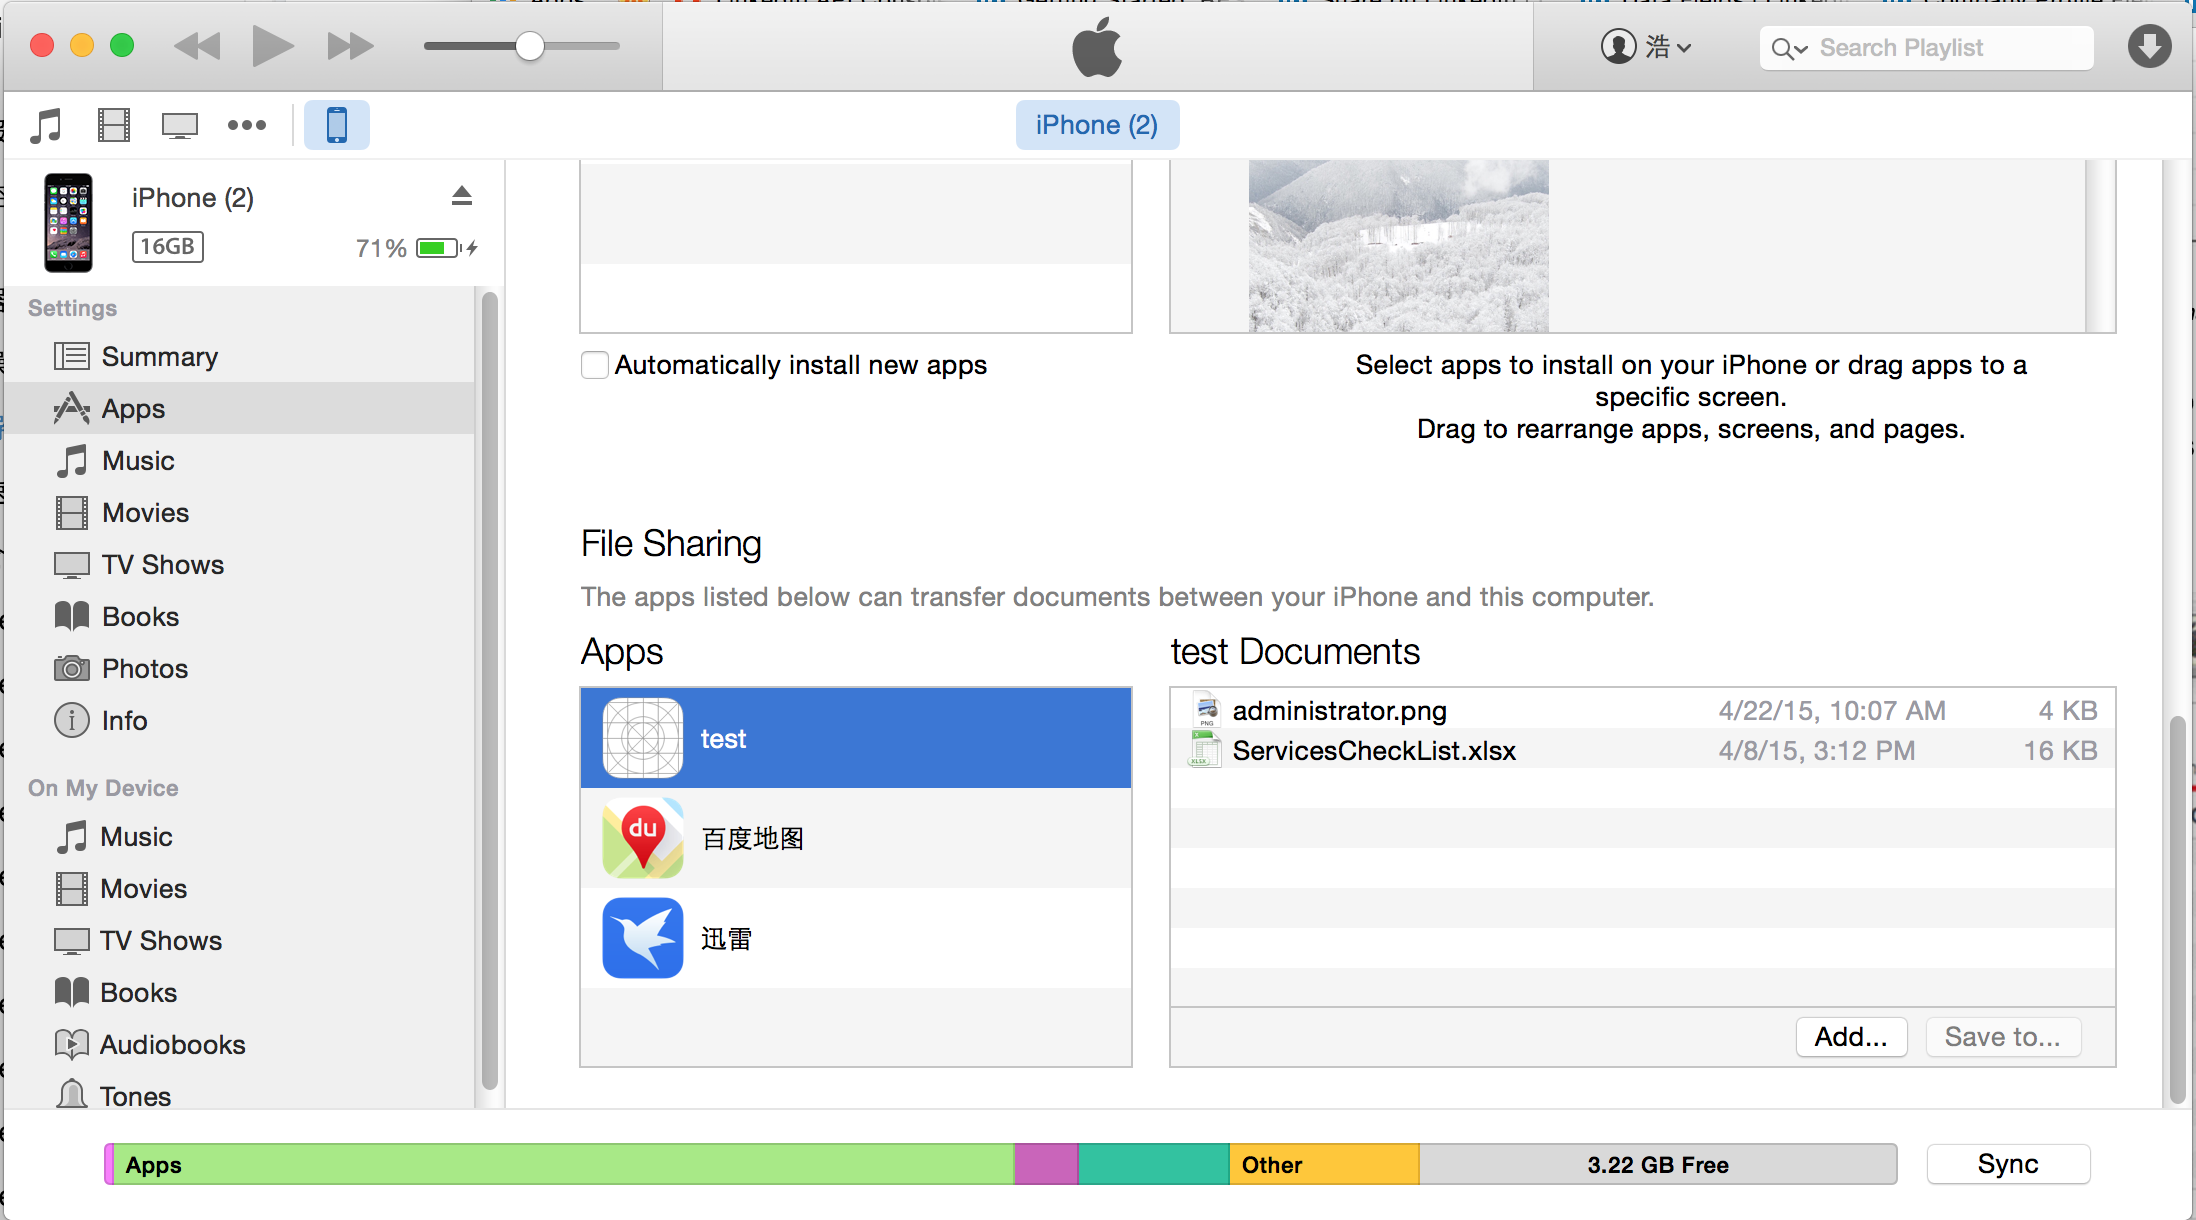 浩
Search Playlist
iPhone (2)
iPhone (2)
16GB
71%
Settings
Summary
Apps
Music
Movies
TV Shows
Books
Photos
Info
On My Device
Music
Movies
TV Shows
Books
Audiobooks
Tones
Automatically install new apps
Select apps to install on your iPhone or drag apps to a
specific screen.
Drag to rearrange apps, screens, and pages.
File Sharing
The apps listed below can transfer documents between your iPhone and this computer.
Apps
test
du
百度地图
迅雷
test Documents
PNG
administrator.png 4/22/15, 10:07 AM 4 KB
XLSX
ServicesCheckList.xlsx 4/8/15, 3:12 PM 16 KB
Add...
Save to...
Apps
Other
3.22 GB Free
Sync